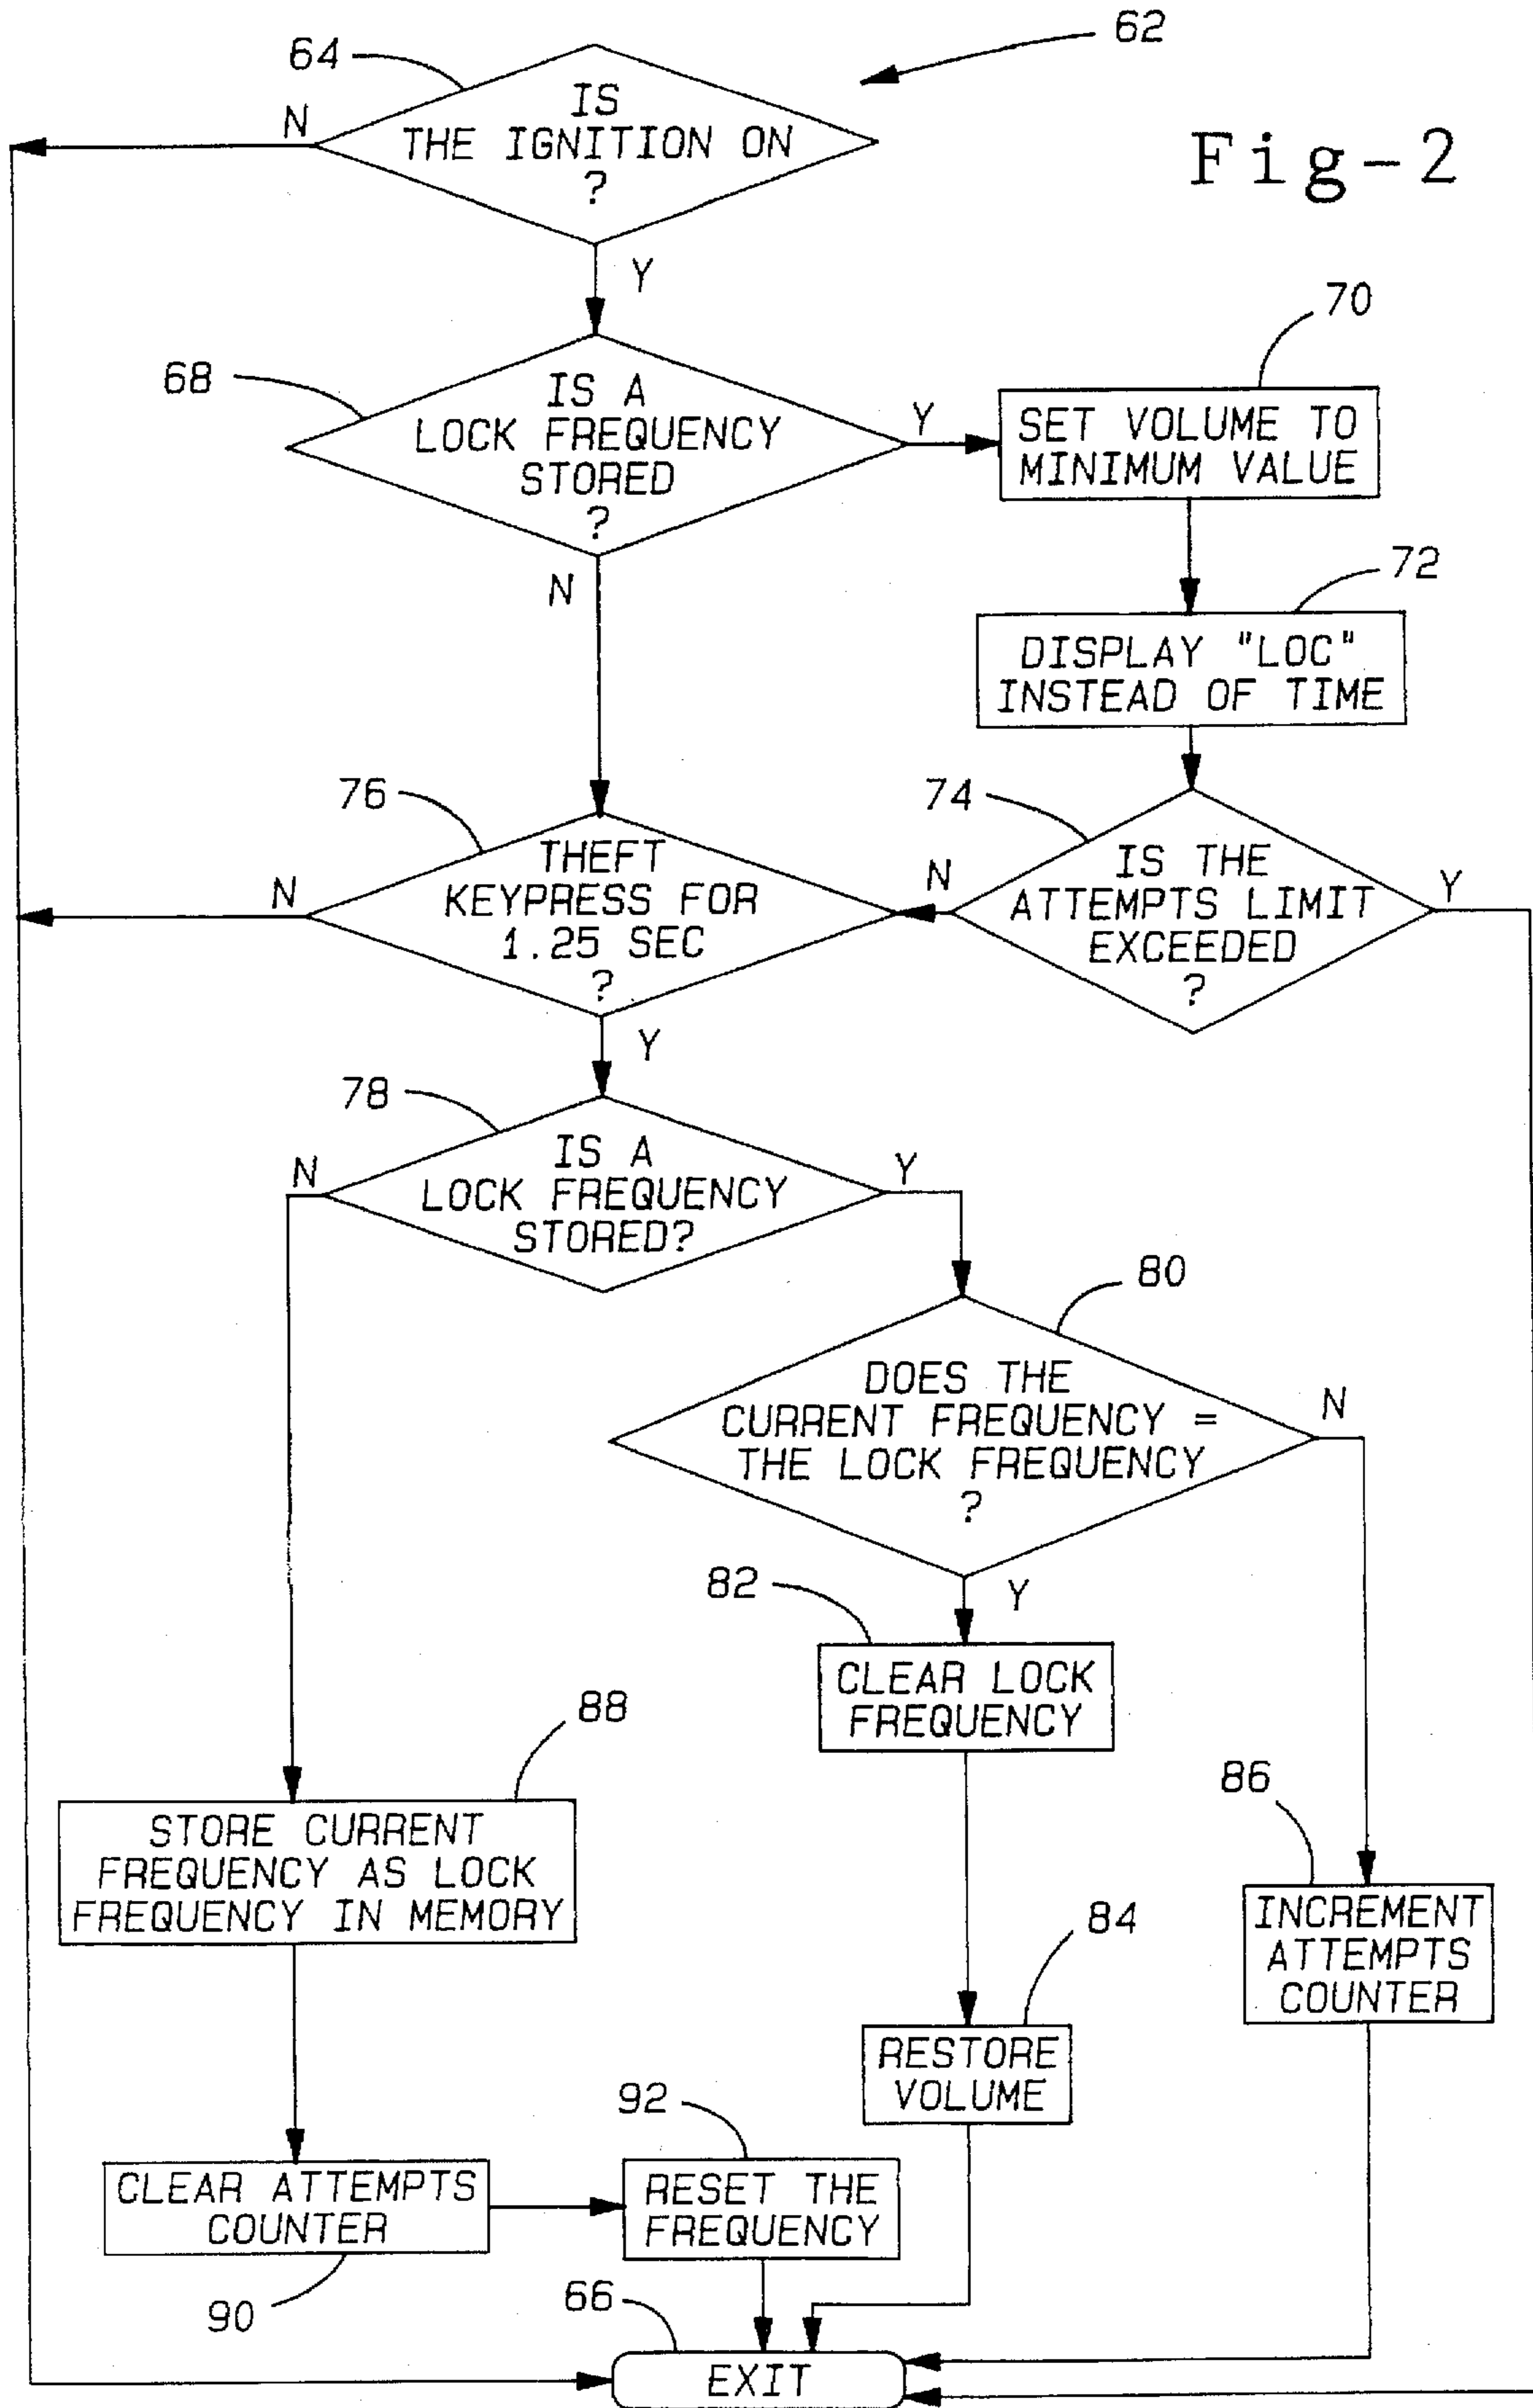 62
64
IS
THE IGNITION ON
?
N
Fig-2
Y
70
68
IS A
LOCK FREQUENCY
STORED
?
Y
SET VOLUME TO
MINIMUM VALUE
N
72
DISPLAY "LOC"
INSTEAD OF TIME
76
74
THEFT
KEYPRESS FOR
1.25 SEC
?
N
N
IS THE
ATTEMPTS LIMIT
EXCEEDED
?
Y
Y
78
IS A
LOCK FREQUENCY
STORED?
N
Y
80
DOES THE
CURRENT FREQUENCY =
THE LOCK FREQUENCY
?
N
82
Y
CLEAR LOCK
FREQUENCY
88
86
STORE CURRENT
FREQUENCY AS LOCK
FREQUENCY IN MEMORY
84
INCREMENT
ATTEMPTS
COUNTER
RESTORE
VOLUME
92
CLEAR ATTEMPTS
COUNTER
RESET THE
FREQUENCY
90
66
EXIT